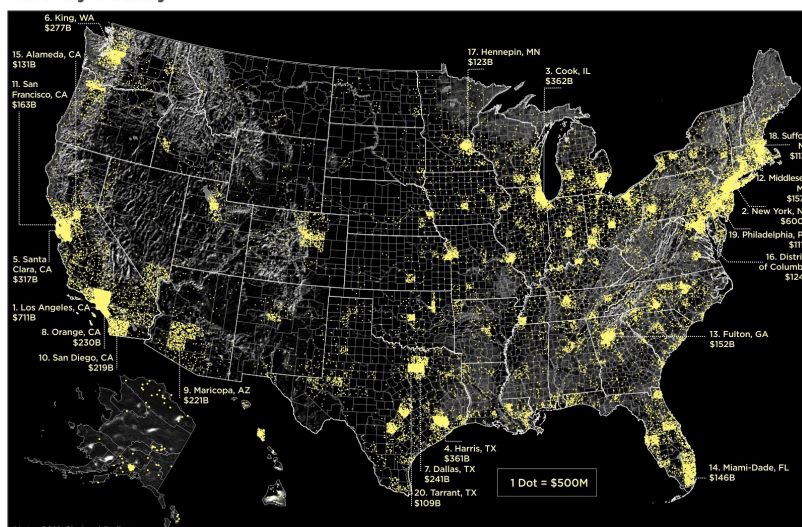 6. King, WA
$277B
15. Alameda, CA
$131B
11. San
Francisco, CA
$163B
17. Hennepin, MN
$123B
3. Cook, IL
$362B
18. Suffo
$11
12. Middlese
$157
2. New York, N
$600
19. Philadelphia, P
$11
16. Distri
of Columb
$124
5. Santa
Clara, CA
$317B
1. Los Angeles, CA
$711B
8. Orange, CA
$230B
10. San Diego, CA
$219B
9. Maricopa, AZ
$221B
13. Fulton, GA
$152B
4. Harris, TX
$361B
7. Dallas, TX
$241B
20. Tarrant, TX
$109B
1 Dot = $500M
14. Miami-Dade, FL
$146B